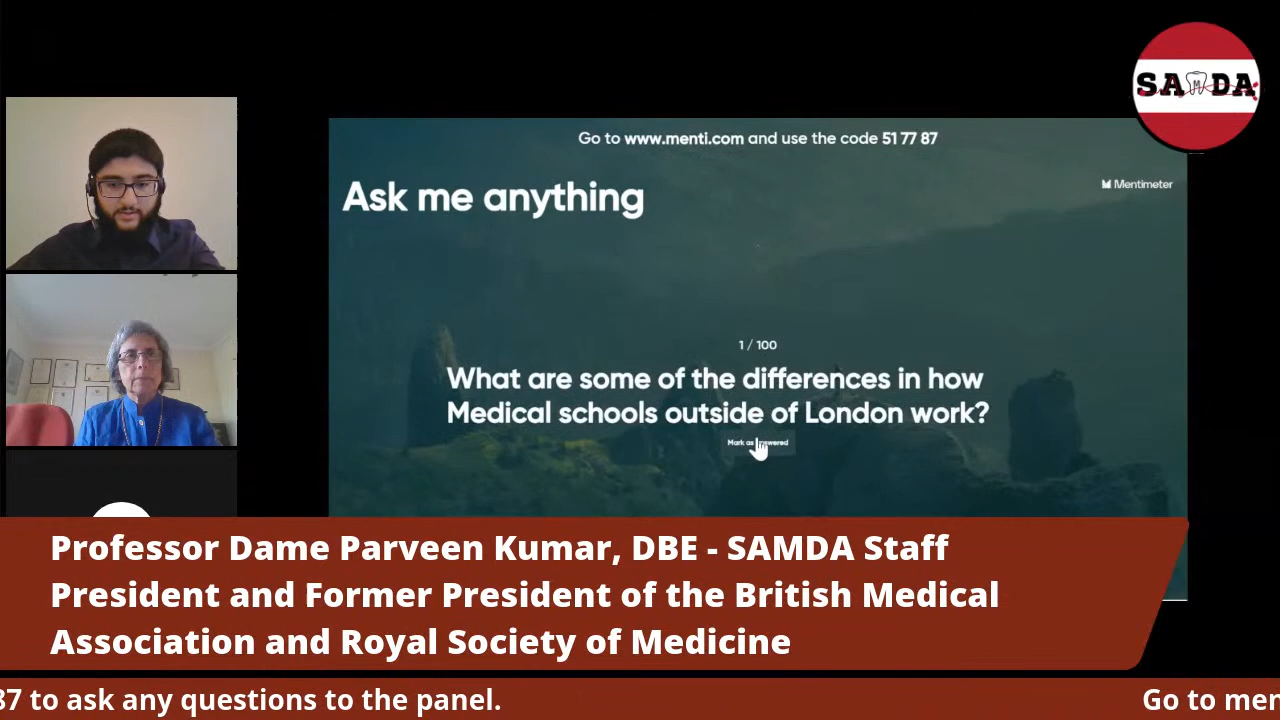 SAMDA
Go to www.menti.com and use the code 51 77 87
Mentimeter
Ask me anything
1 / 100
What are some of the differences in how
Medical schools outside of London work?
Mark as answered
Professor Dame Parveen Kumar, DBE - SAMDA Staff
President and Former President of the British Medical
Association and Royal Society of Medicine
87 to ask any questions to the panel.
Go to men